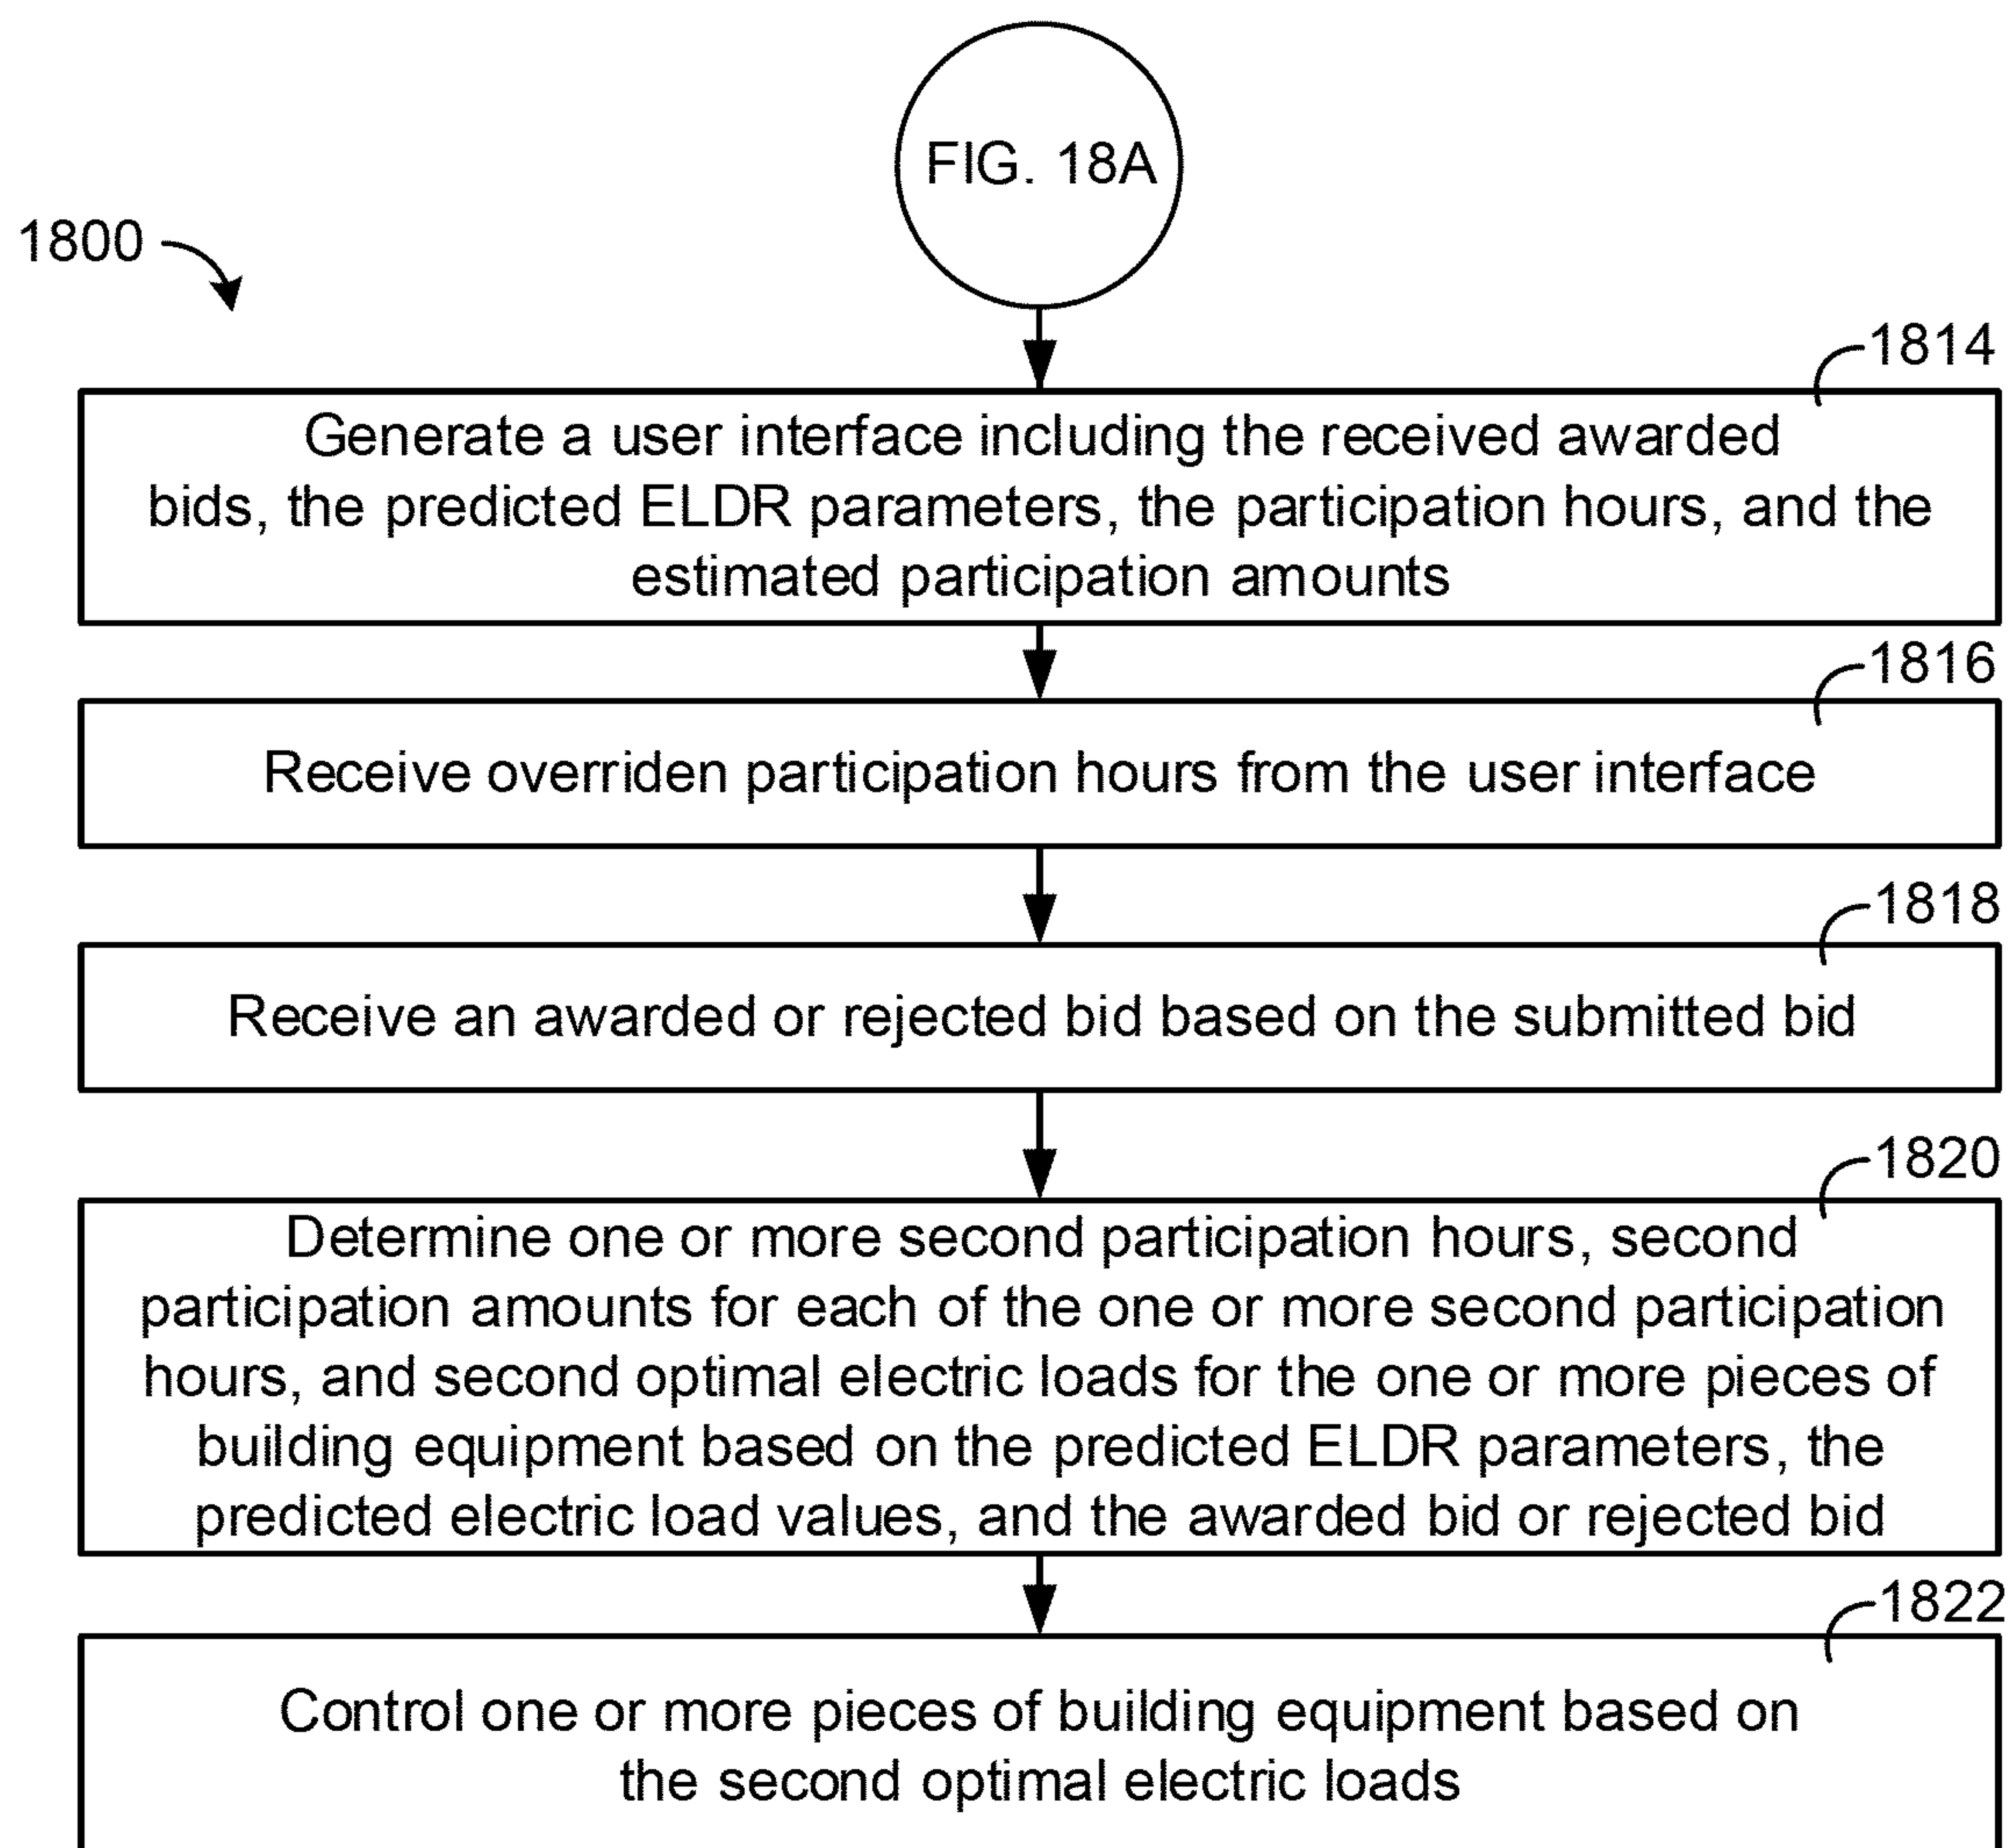 FIG. 18A
1800
1814
Generate a user interface including the received awarded
bids, the predicted ELDR parameters, the participation hours, and the
estimated participation amounts
1816
Receive overriden participation hours from the user interface
1818
Receive an awarded or rejected bid based on the submitted bid
1820
Determine one or more second participation hours, second
participation amounts for each of the one or more second participation
hours, and second optimal electric loads for the one or more pieces of
building equipment based on the predicted ELDR parameters, the
predicted electric load values, and the awarded bid or rejected bid
1822
Control one or more pieces of building equipment based on
the second optimal electric loads